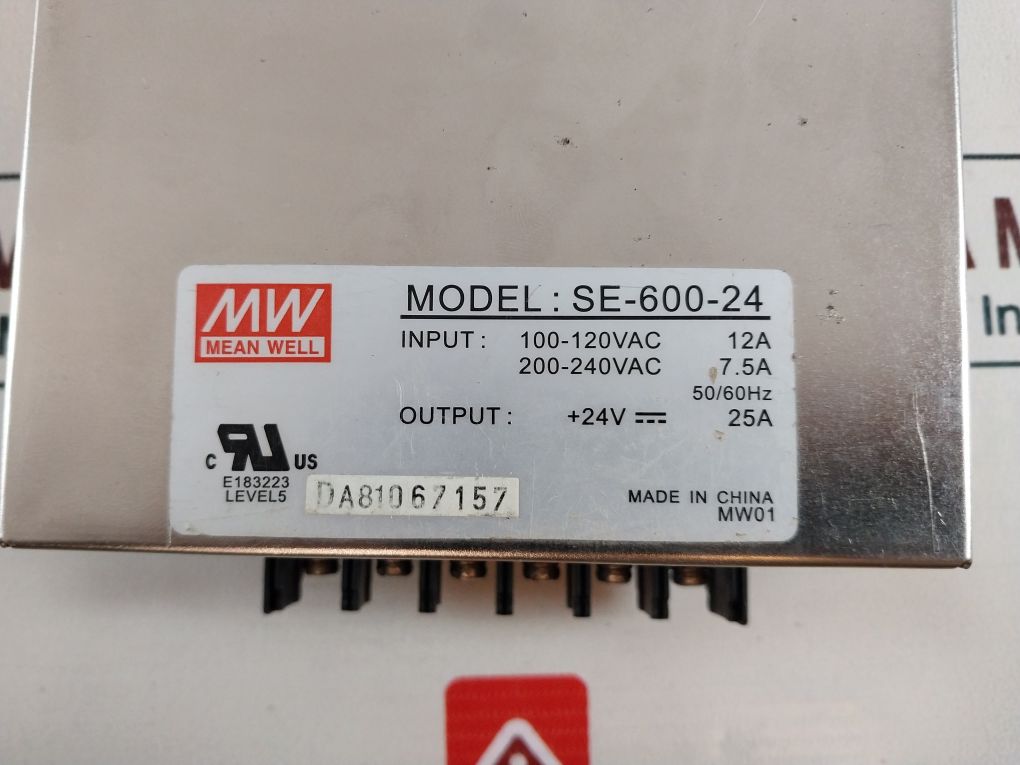 MW
MEAN WELL
MODEL : SE-600-24
INPUT : 100-120VAC 12A
200-240VAC 7.5A
50/60Hz
OUTPUT : +24V 25A
C US
E183223
LEVEL5
DA81067157
MADE IN CHINA
MW01
In